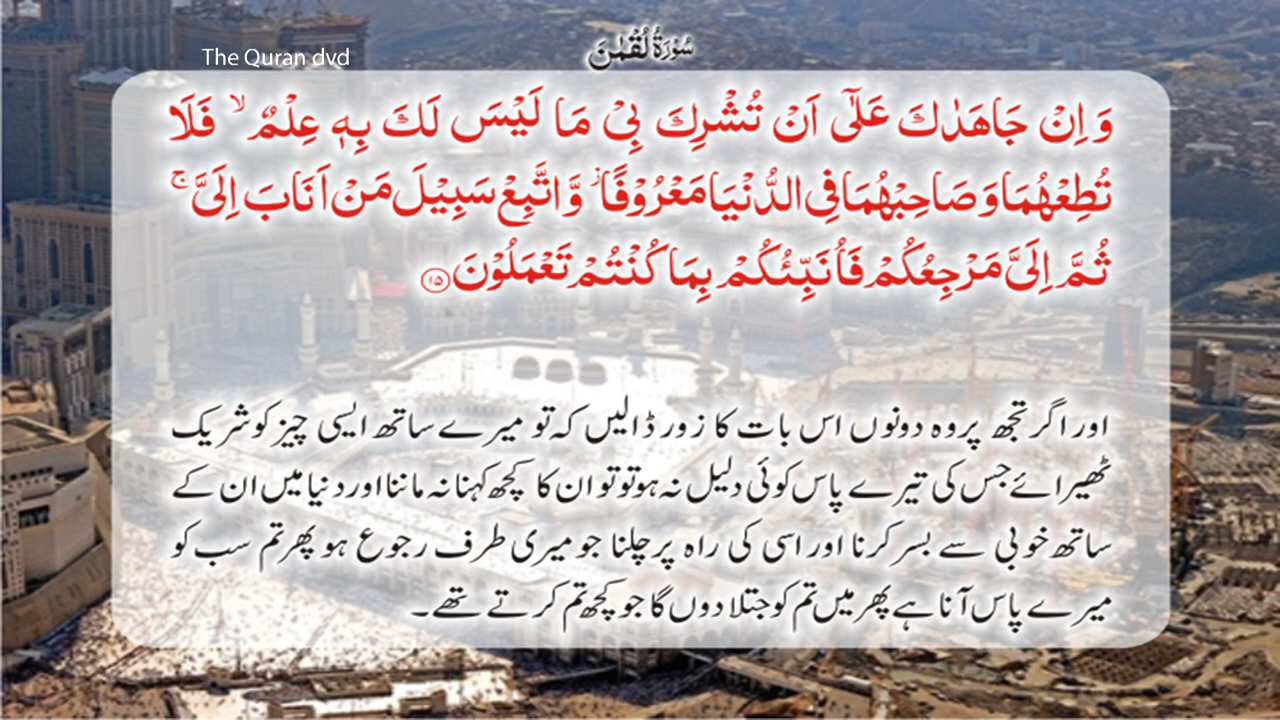 The Quran dvd
سُوْرَةُ لُقْمٰنَ
وَ اِنْ جَاهَدٰكَ عَلٰۤى اَنْ تُشْرِكَ بِيْ مَا لَيْسَ لَكَ بِهٖ عِلْمٌ ۙ فَلَا
تُطِعْهُمَا وَ صَاحِبْهُمَا فِي الدُّنْيَا مَعْرُوْفًا ؗ وَّ اتَّبِعْ سَبِيْلَ مَنْ اَنَابَ اِلَيَّ ۚ
ثُمَّ اِلَيَّ مَرْجِعُكُمْ فَاُنَبِّئُكُمْ بِمَا كُنْتُمْ تَعْمَلُوْنَ ۝۱۵
اور اگر تجھ پر وہ دونوں اس بات کا زور ڈالیں کہ تو میرے ساتھ ایسی چیز کو شریک
ٹھیرائے جس کی تیرے پاس کوئی دلیل نہ ہو تو تو ان کا کچھ کہنا نہ ماننا اور دنیا میں ان کے
ساتھ خوبی سے بسر کرنا اور اسی کی راہ پر چلنا جو میری طرف رجوع ہو پھر تم سب کو
میرے پاس آنا ہے پھر میں تم کو جتلا دوں گا جو کچھ تم کرتے تھے۔